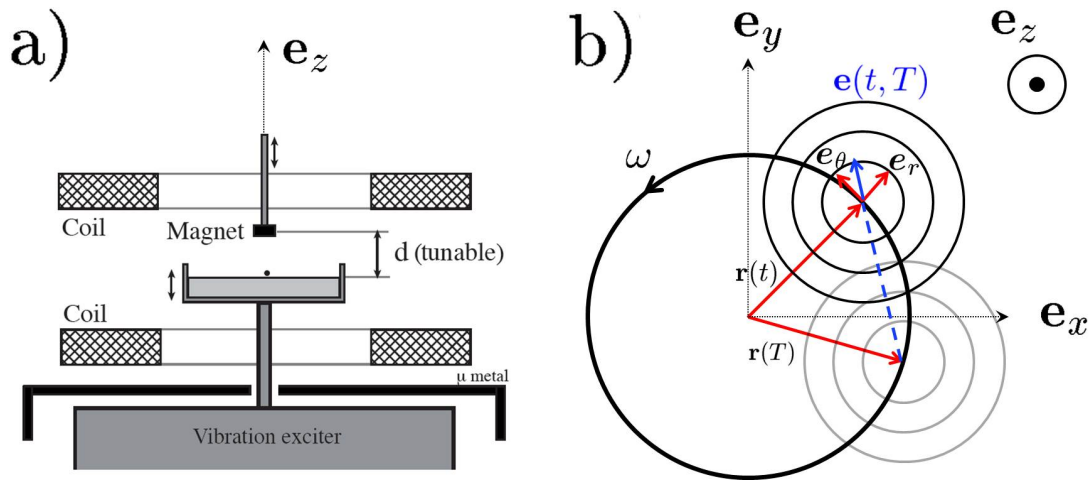 a)
e_z
Coil
Magnet
d (tunable)
Coil
μ metal
Vibration exciter
b)
e_y
e_z
e(t, T)
ω
e_θ
e_r
r(t)
e_x
r(T)